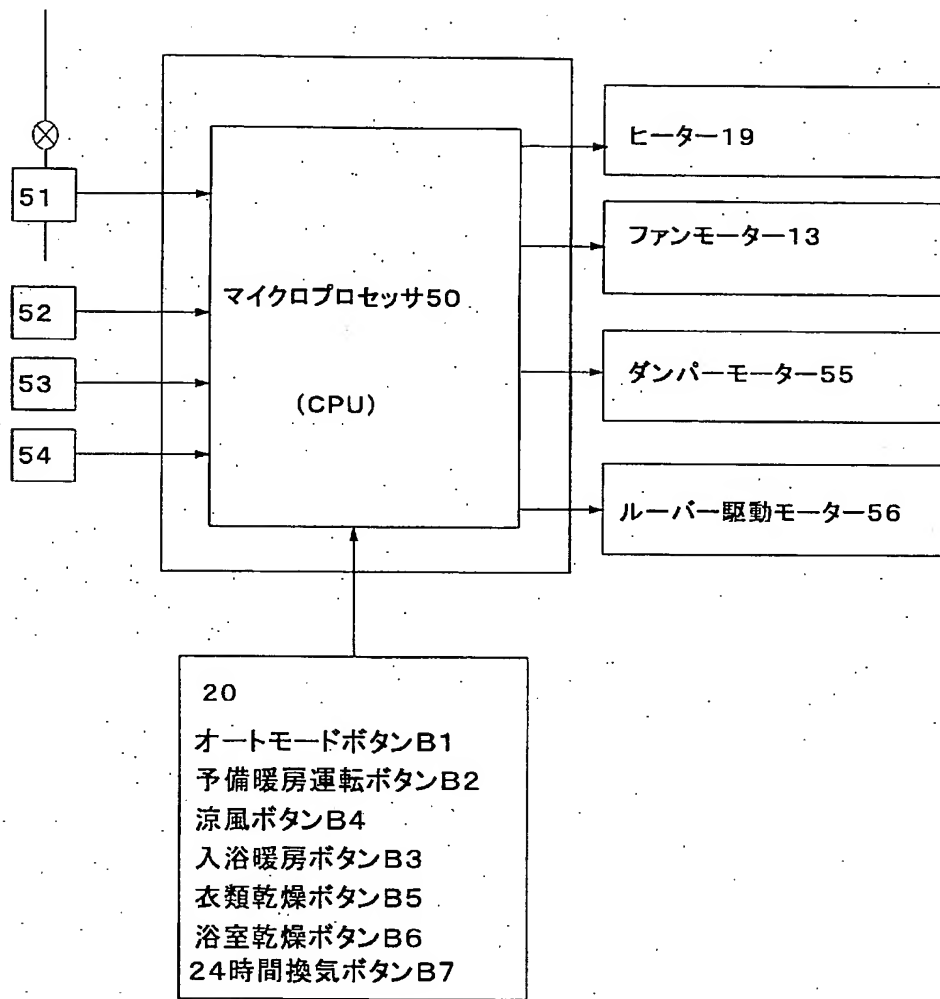 51
52
53
54
マイクロプロセッサ50
(CPU)
ヒーター19
ファンモーター13
ダンパーモーター55
ルーバー駆動モーター56
20
オートモードボタンB1
予備暖房運転ボタンB2
涼風ボタンB4
入浴暖房ボタンB3
衣類乾燥ボタンB5
浴室乾燥ボタンB6
24時間換気ボタンB7